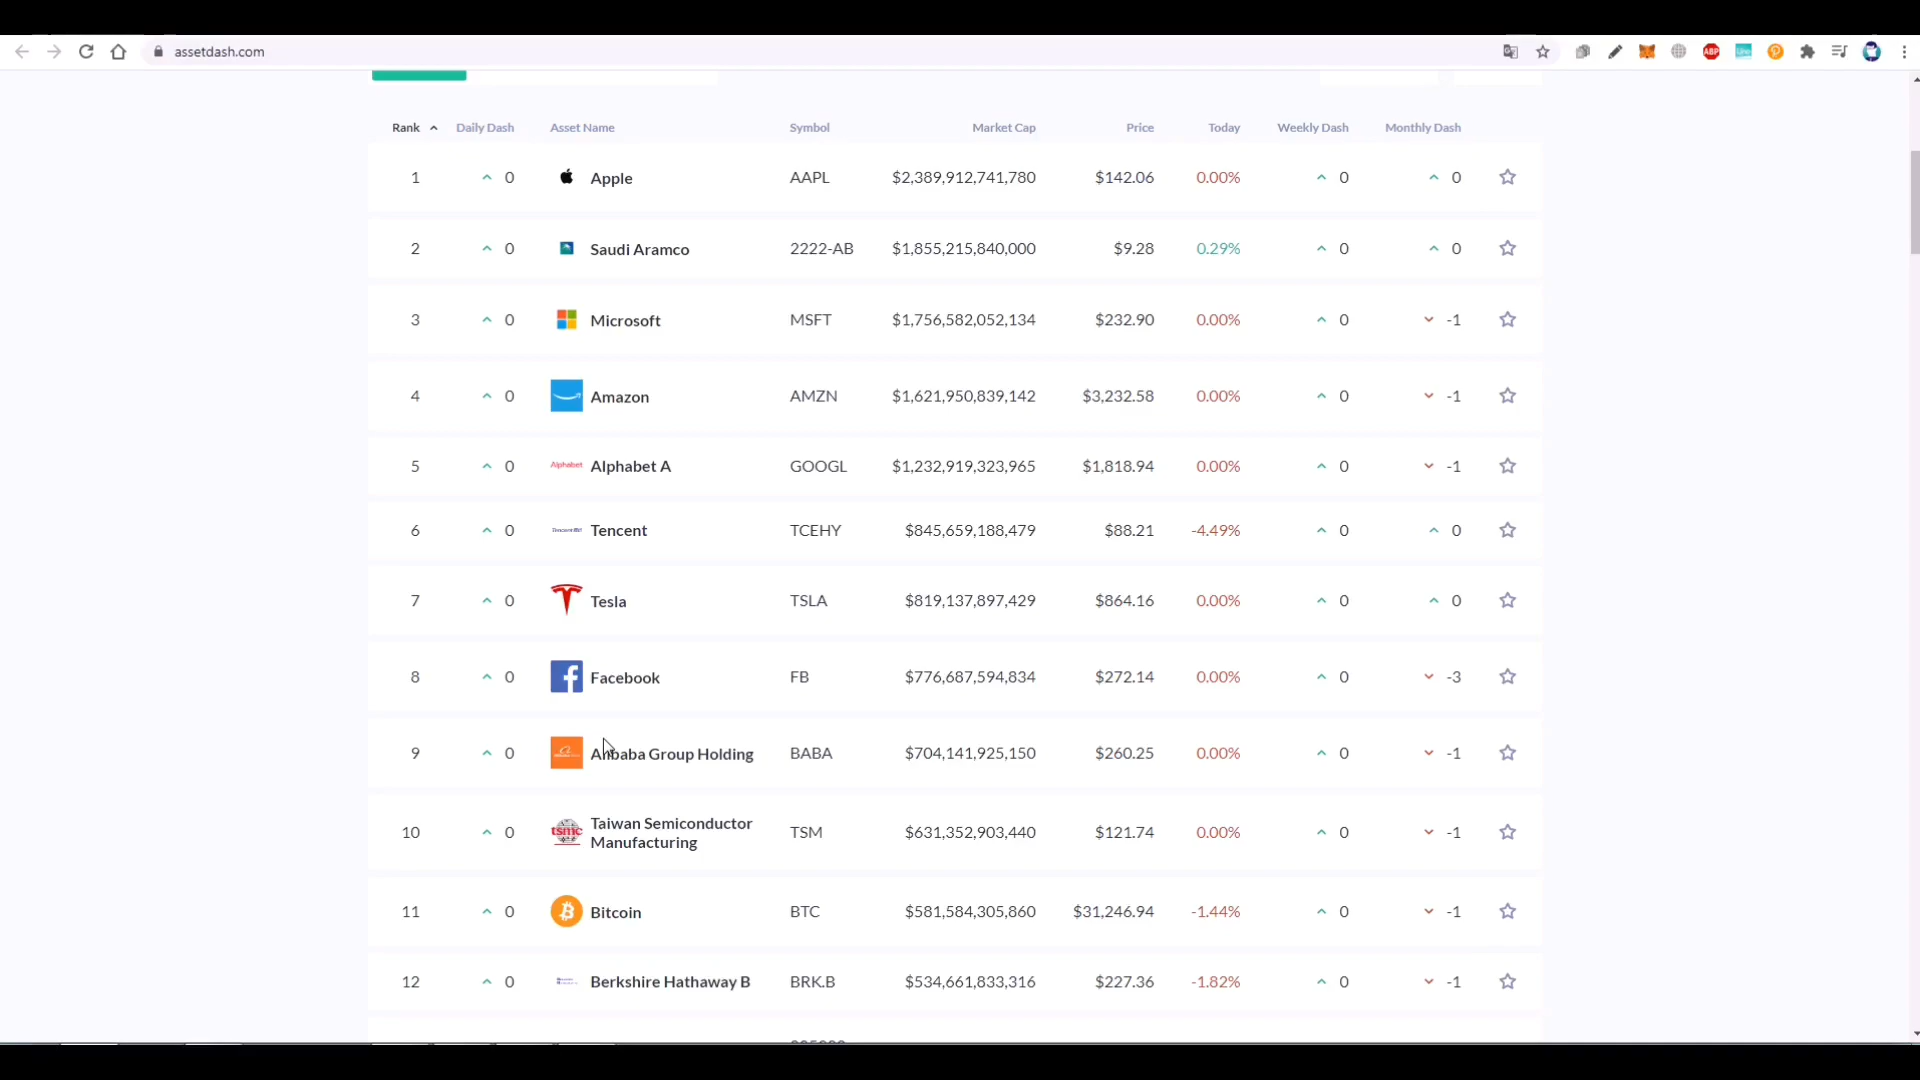 assetdash.com
ABP
Rank Daily Dash Asset Name Symbol Market Cap Price Today Weekly Dash Monthly Dash
1 0 Apple AAPL $2,389,912,741,780 $142.06 0.00% 0 0
2 0 Saudi Aramco 2222-AB $1,855,215,840,000 $9.28 0.29% 0 0
3 0 Microsoft MSFT $1,756,582,052,134 $232.90 0.00% 0 -1
4 0 Amazon AMZN $1,621,950,839,142 $3,232.58 0.00% 0 -1
5 0 Alphabet Alphabet A GOOGL $1,232,919,323,965 $1,818.94 0.00% 0 -1
6 0 Tencent TCEHY $845,659,188,479 $88.21 -4.49% 0 0
7 0 Tesla TSLA $819,137,897,429 $864.16 0.00% 0 0
8 0 Facebook FB $776,687,594,834 $272.14 0.00% 0 -3
9 0 Alibaba Group Holding BABA $704,141,925,150 $260.25 0.00% 0 -1
10 0 tsmc Taiwan Semiconductor Manufacturing TSM $631,352,903,440 $121.74 0.00% 0 -1
11 0 Bitcoin BTC $581,584,305,860 $31,246.94 -1.44% 0 -1
12 0 Berkshire Hathaway B BRK.B $534,661,833,316 $227.36 -1.82% 0 -1